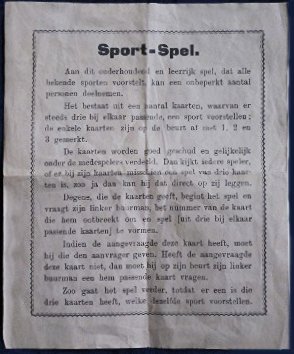 Sport-Spel.
Aan dit onderhoudend en leerrijk spel, dat alle
bekende sporten voorstelt, kan een onbeperkt aantal
personen deelnemen.
Het bestaat uit een aantal kaarten, waarvan er
steeds drie bij elkaar passende, een sport voorstellen;
de enkele kaarten zijn op de beurt al met 1, 2 en
3 gemerkt.
De kaarten worden goed geschud en gelijkelijk
onder de medespelers verdeeld. Dan kijkt iedere speler,
of er bij zijn kaarten misschien een spel van drie kaar-
ten is, zoo ja dan kan hij dat direct op zij leggen.
Degene, die de kaarten geeft, begint het spel en
vraagt zijn linker buurman, het nummer van de kaart
die hem ontbreekt om een spel [uit drie bij elkaar
passende kaarten] te vormen.
Indien de aangevraagde deze kaart heeft, moet
hij die den aanvrager geven. Heeft de aangevraagde
deze kaart niet, dan moet hij op zijn beurt zijn linker
buurman een hem passende kaart vragen.
Zoo gaat het spel verder, totdat er een is die
drie kaarten heeft, welke dezelfde sport voorstellen.